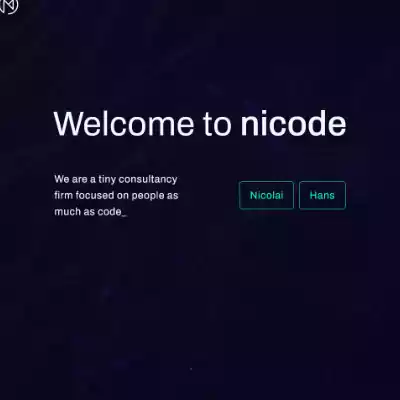 Welcome to nicode
We are a tiny consultancy
firm focused on people as
much as code_
Nicolai
Hans